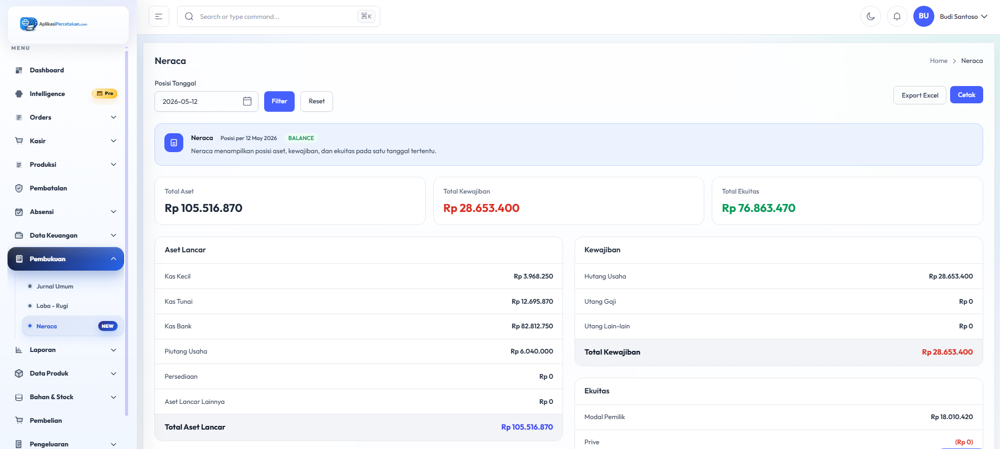 AplikasiPercetakan.com
MENU
Dashboard
Intelligence
Pro
Orders
Kasir
Produksi
Pembatalan
Absensi
Data Keuangan
Pembukuan
Jurnal Umum
Laba - Rugi
Neraca
NEW
Laporan
Data Produk
Bahan & Stock
Pembelian
Pengeluaran
Search or type command...
⌘K
BU
Budi Santoso
Neraca
Home > Neraca
Posisi Tanggal
2026-05-12
Filter
Reset
Export Excel
Cetak
Neraca Posisi per 12 May 2026 BALANCE
Neraca menampilkan posisi aset, kewajiban, dan ekuitas pada satu tanggal tertentu.
Total Aset
Rp 105.516.870
Total Kewajiban
Rp 28.653.400
Total Ekuitas
Rp 76.863.470
Aset Lancar
Kas Kecil Rp 3.968.250
Kas Tunai Rp 12.695.870
Kas Bank Rp 82.812.750
Piutang Usaha Rp 6.040.000
Persediaan Rp 0
Aset Lancar Lainnya Rp 0
Total Aset Lancar Rp 105.516.870
Kewajiban
Hutang Usaha Rp 28.653.400
Utang Gaji Rp 0
Utang Lain-lain Rp 0
Total Kewajiban Rp 28.653.400
Ekuitas
Modal Pemilik Rp 18.010.420
Prive (Rp 0)